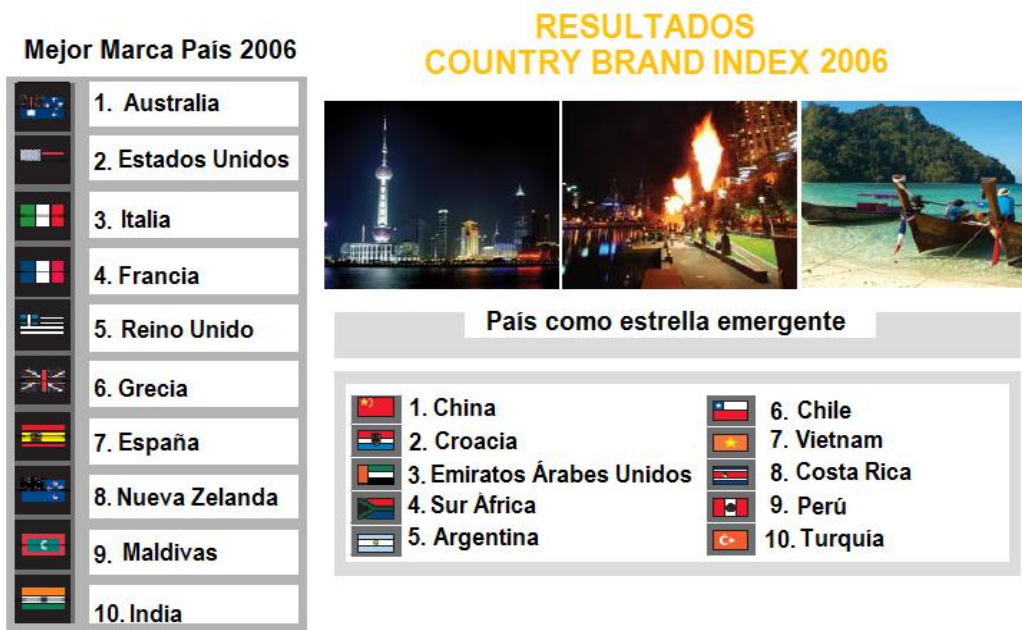 Mejor Marca País 2006
1. Australia
2. Estados Unidos
3. Italia
4. Francia
5. Reino Unido
6. Grecia
7. España
8. Nueva Zelanda
9. Maldivas
10. India
RESULTADOS
COUNTRY BRAND INDEX 2006
País como estrella emergente
1. China
2. Croacia
3. Emiratos Árabes Unidos
4. Sur África
5. Argentina
6. Chile
7. Vietnam
8. Costa Rica
9. Perú
10. Turquía